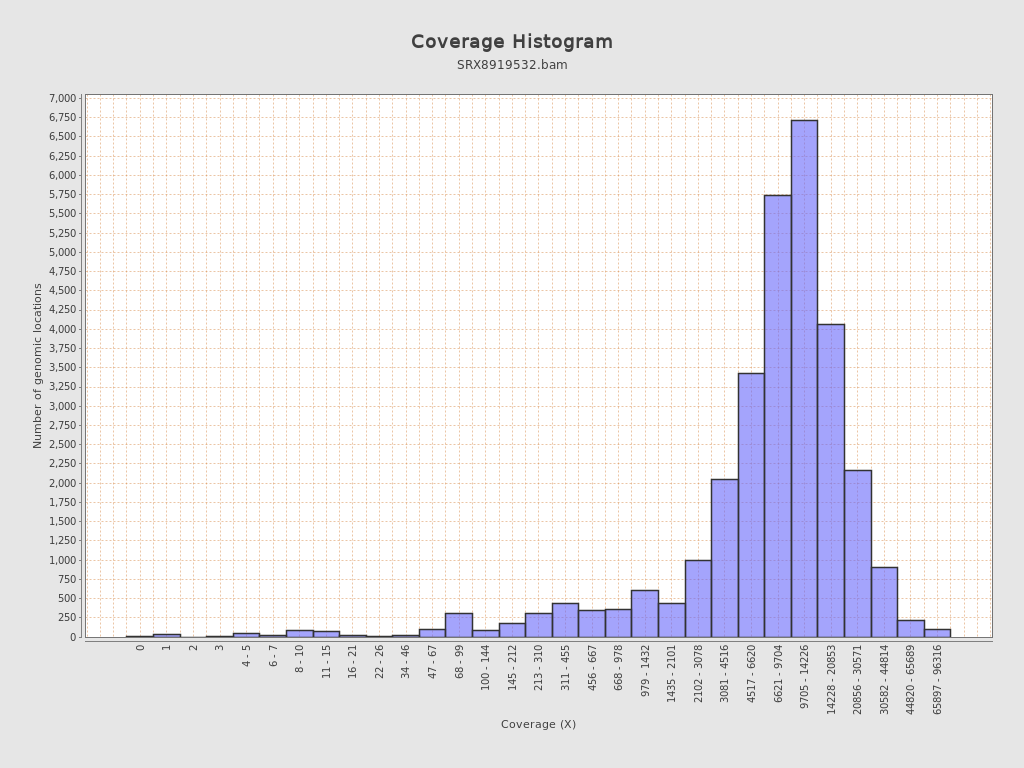 Coverage Histogram
SRX8919532.bam
7,000
6,750
6,500
6,250
6,000
5,750
5,500
5,250
5,000
4,750
4,500
4,250
4,000
3,750
3,500
3,250
3,000
2,750
2,500
2,250
2,000
1,750
1,500
1,250
1,000
750
500
250
0
Number of genomic locations
0
1
2
3
4 - 5
6 - 7
8 - 10
11 - 15
16 - 21
22 - 26
34 - 46
47 - 67
68 - 99
100 - 144
145 - 212
213 - 310
311 - 455
456 - 667
668 - 978
979 - 1432
1435 - 2101
2102 - 3078
3081 - 4516
4517 - 6620
6621 - 9704
9705 - 14226
14228 - 20853
20856 - 30571
30582 - 44814
44820 - 65689
65897 - 96316
Coverage (X)